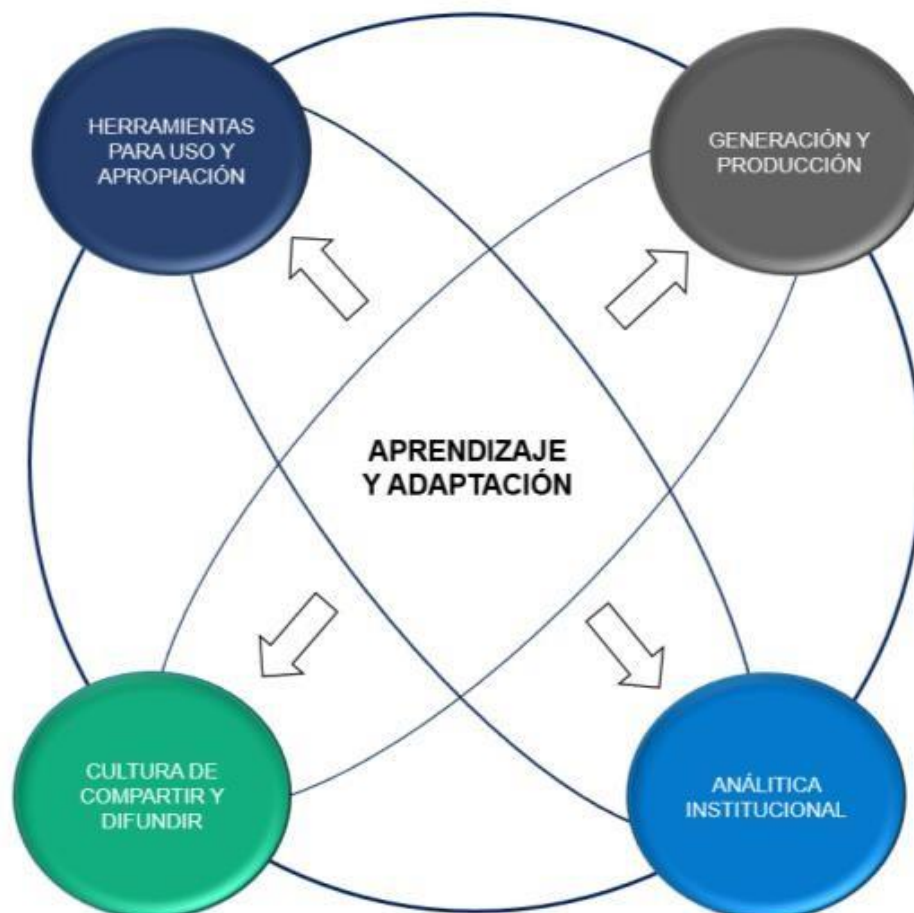 HERRAMIENTAS
PARA USO Y
APROPIACIÓN
GENERACIÓN Y
PRODUCCIÓN
APRENDIZAJE
Y ADAPTACIÓN
CULTURA DE
COMPARTIR Y
DIFUNDIR
ANÁLITICA
INSTITUCIONAL